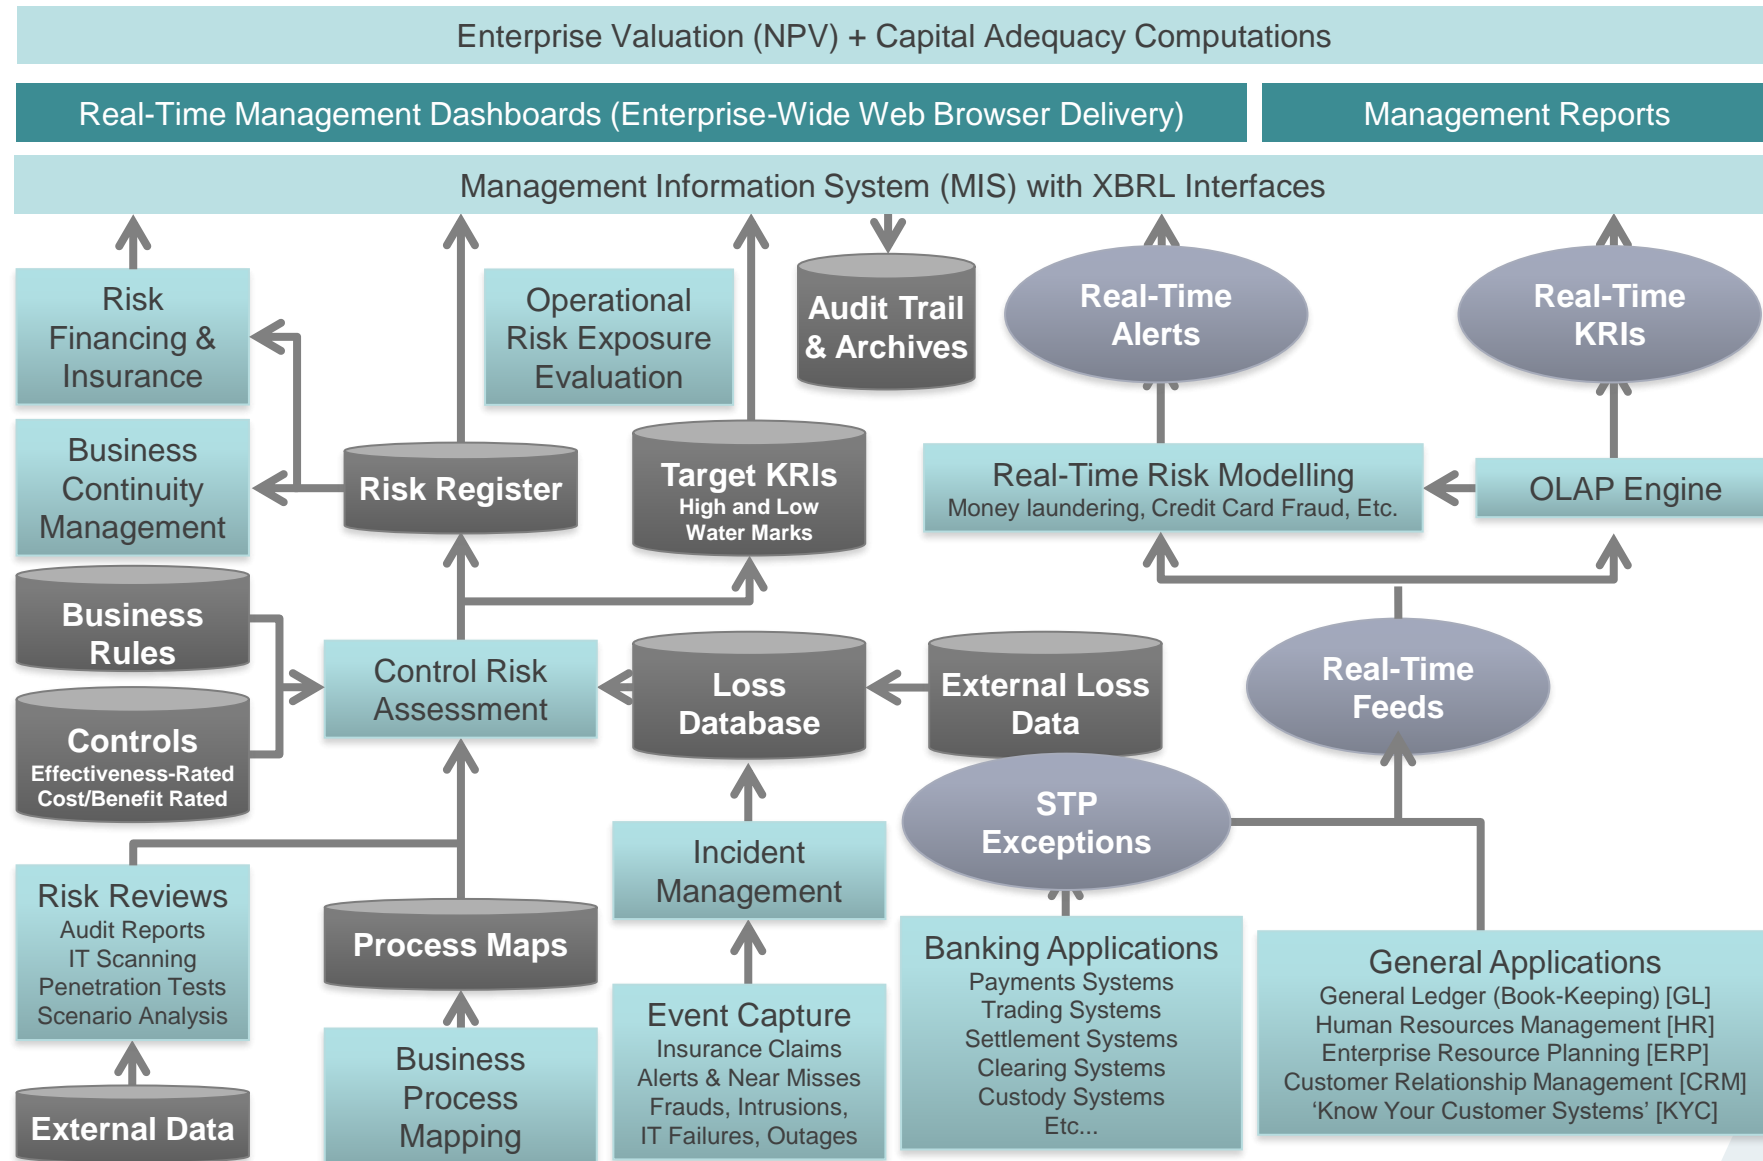 Enterprise Valuation (NPV) + Capital Adequacy Computations
Real-Time Management Dashboards (Enterprise-Wide Web Browser Delivery)
Management Reports
Management Information System (MIS) with XBRL Interfaces
Risk
Financing &
Insurance
Operational
Risk Exposure
Evaluation
Audit Trail
& Archives
Real-Time
Alerts
Real-Time
KRIs
Business
Continuity
Management
Risk Register
Target KRIs
High and Low
Water Marks
Real-Time Risk Modelling
Money laundering, Credit Card Fraud, Etc.
OLAP Engine
Business
Rules
Control Risk
Assessment
Loss
Database
External Loss
Data
Real-Time
Feeds
Controls
Effectiveness-Rated
Cost/Benefit Rated
STP
Exceptions
Incident
Management
Risk Reviews
Audit Reports
IT Scanning
Penetration Tests
Scenario Analysis
Process Maps
Event Capture
Insurance Claims
Alerts & Near Misses
Frauds, Intrusions,
IT Failures, Outages
Banking Applications
Payments Systems
Trading Systems
Settlement Systems
Clearing Systems
Custody Systems
Etc...
General Applications
General Ledger (Book-Keeping) [GL]
Human Resources Management [HR]
Enterprise Resource Planning [ERP]
Customer Relationship Management [CRM]
‘Know Your Customer Systems’ [KYC]
External Data
Business
Process
Mapping